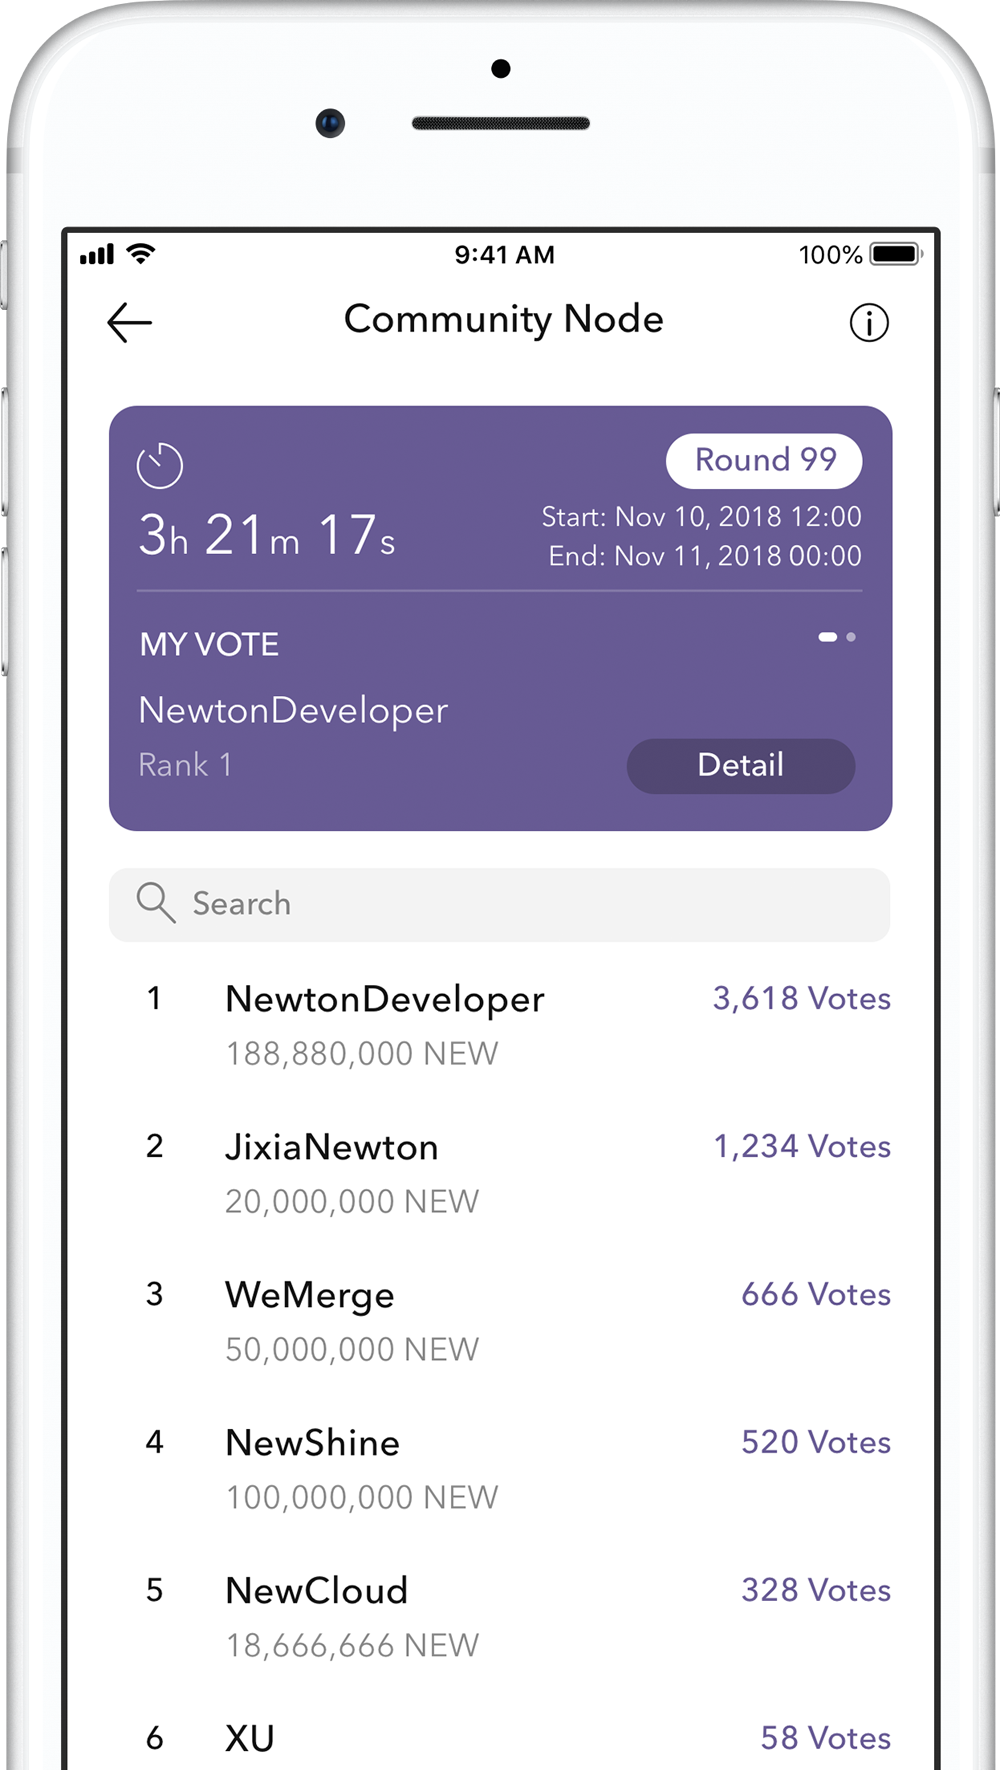 9:41 AM 100%
Community Node
Round 99
3h 21m 17s
Start: Nov 10, 2018 12:00
End: Nov 11, 2018 00:00
MY VOTE
NewtonDeveloper
Rank 1
Detail
Search
1 NewtonDeveloper 3,618 Votes
188,880,000 NEW
2 JixiaNewton 1,234 Votes
20,000,000 NEW
3 WeMerge 666 Votes
50,000,000 NEW
4 NewShine 520 Votes
100,000,000 NEW
5 NewCloud 328 Votes
18,666,666 NEW
6 XU 58 Votes